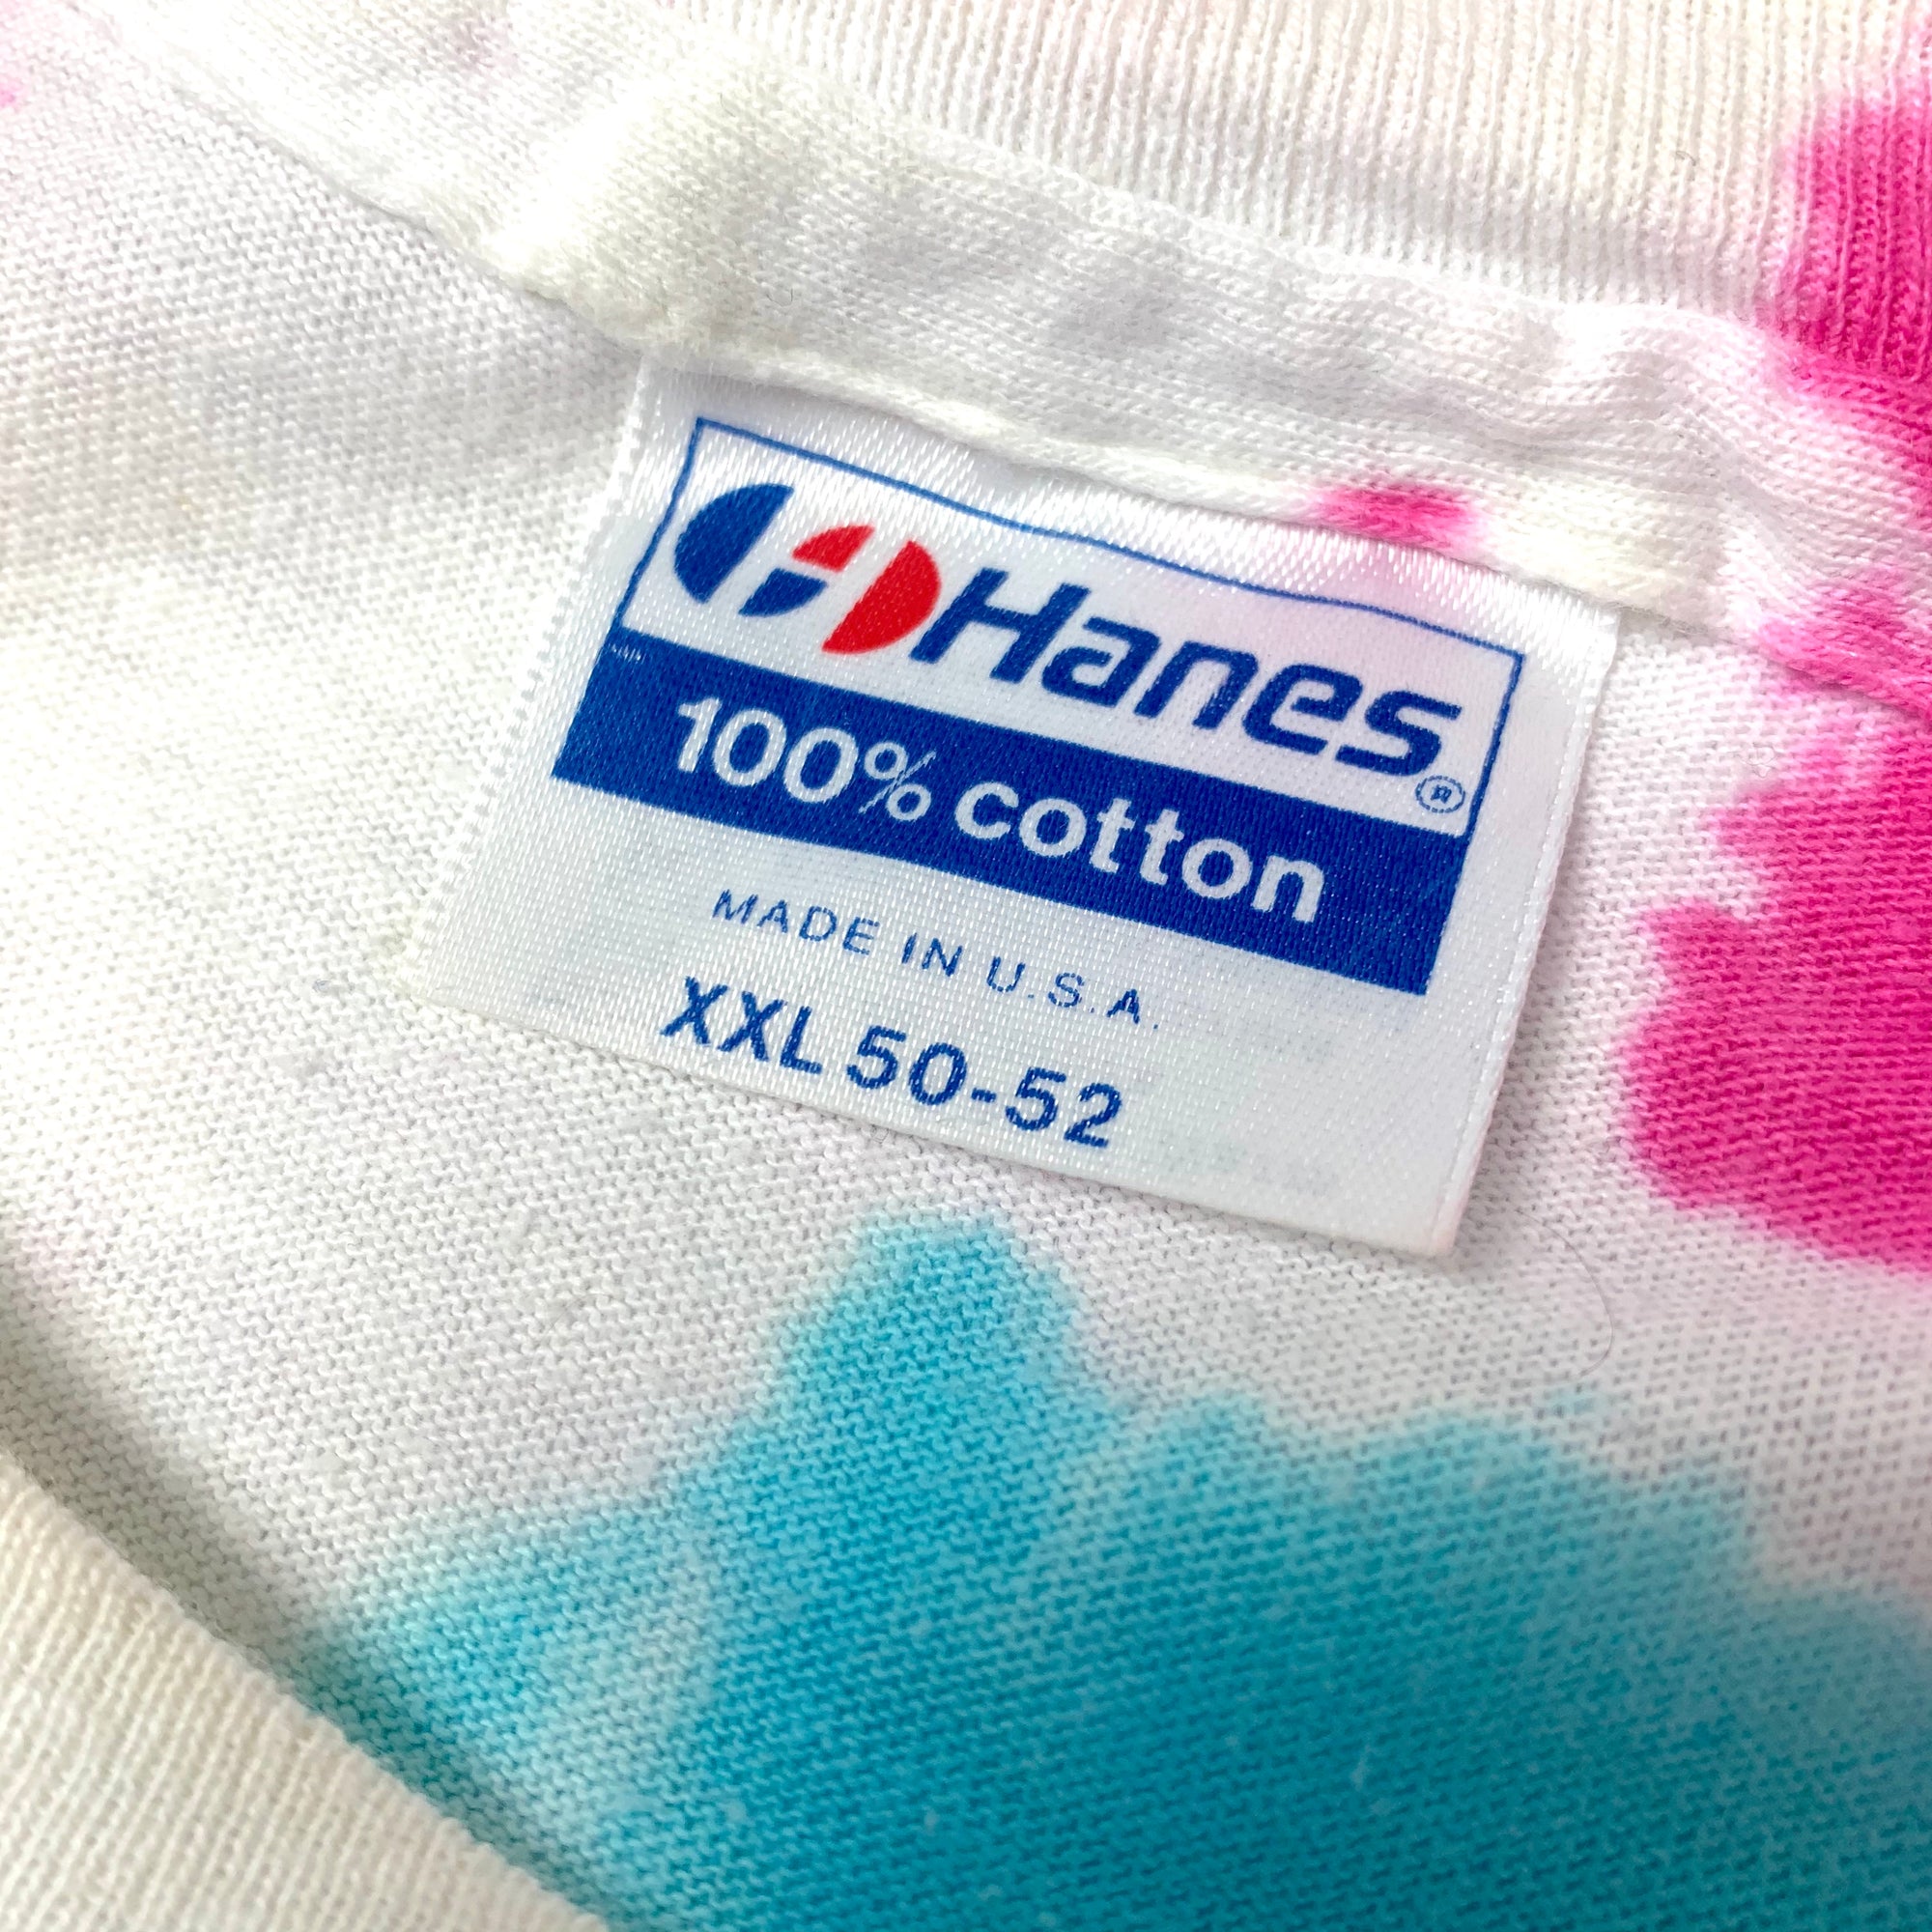 Hanes®
100% cotton
MADE IN U.S.A.
XXL 50-52